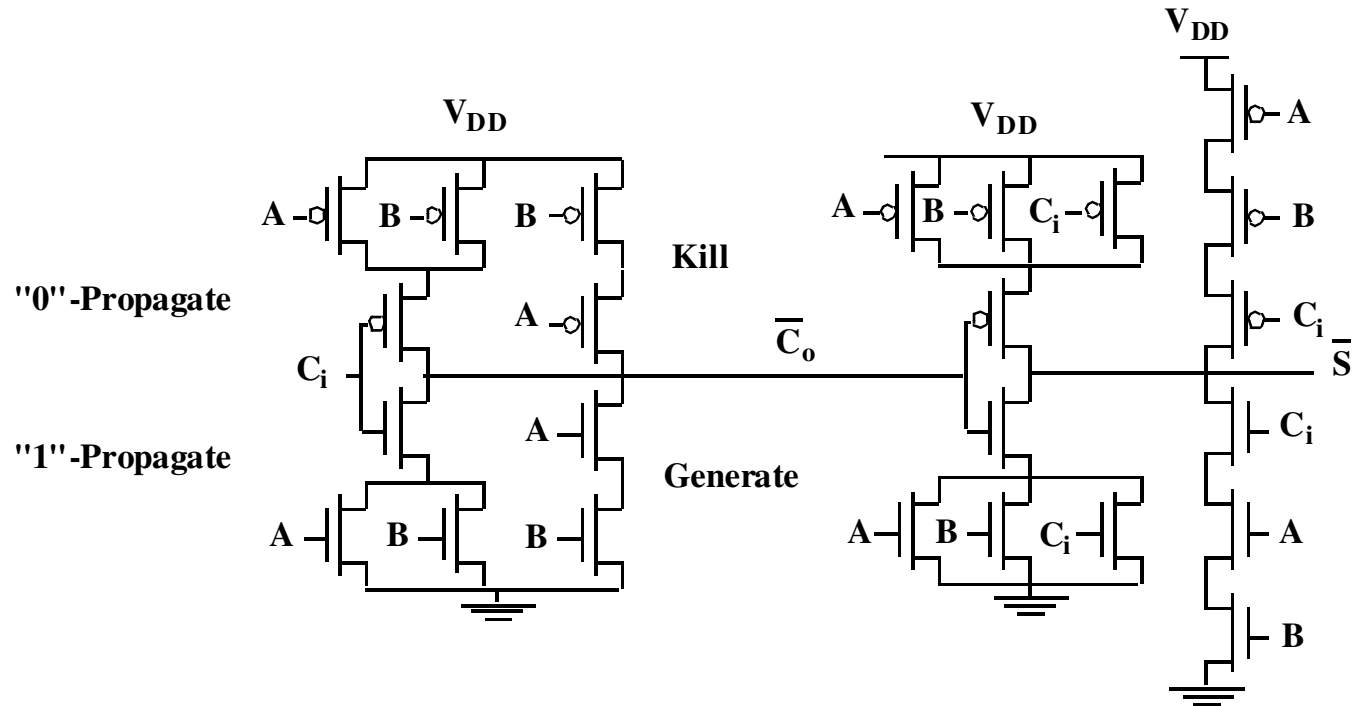 V_DD
V_DD
V_DD
A
A
B
B
A
B
C_i
B
Kill
"0"-Propagate
A
C_i
C̅_o
S̅
C_i
A
C_i
"1"-Propagate
Generate
A
B
B
A
B
C_i
A
B